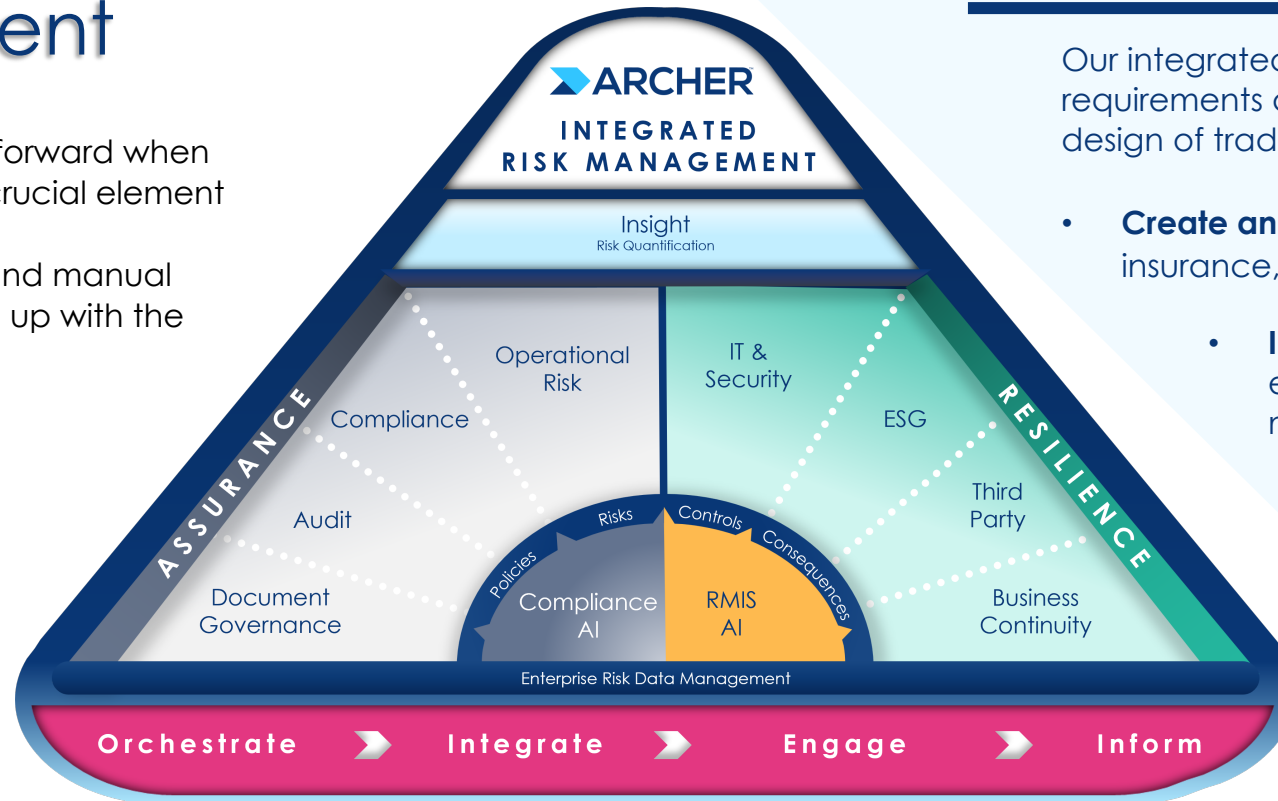 ent
forward when
crucial element
nd manual
up with the
ARCHER
INTEGRATED
RISK MANAGEMENT
Insight
Risk Quantification
ASSURANCE
Operational
Risk
Compliance
Audit
Document
Governance
IT &
Security
ESG
Third
Party
Business
Continuity
RESILIENCE
Policies
Risks
Controls
Consequences
Compliance
AI
RMIS
AI
Enterprise Risk Data Management
Orchestrate Integrate Engage Inform
Our integrated
requirements
design of trad
• Create an
insurance,
•